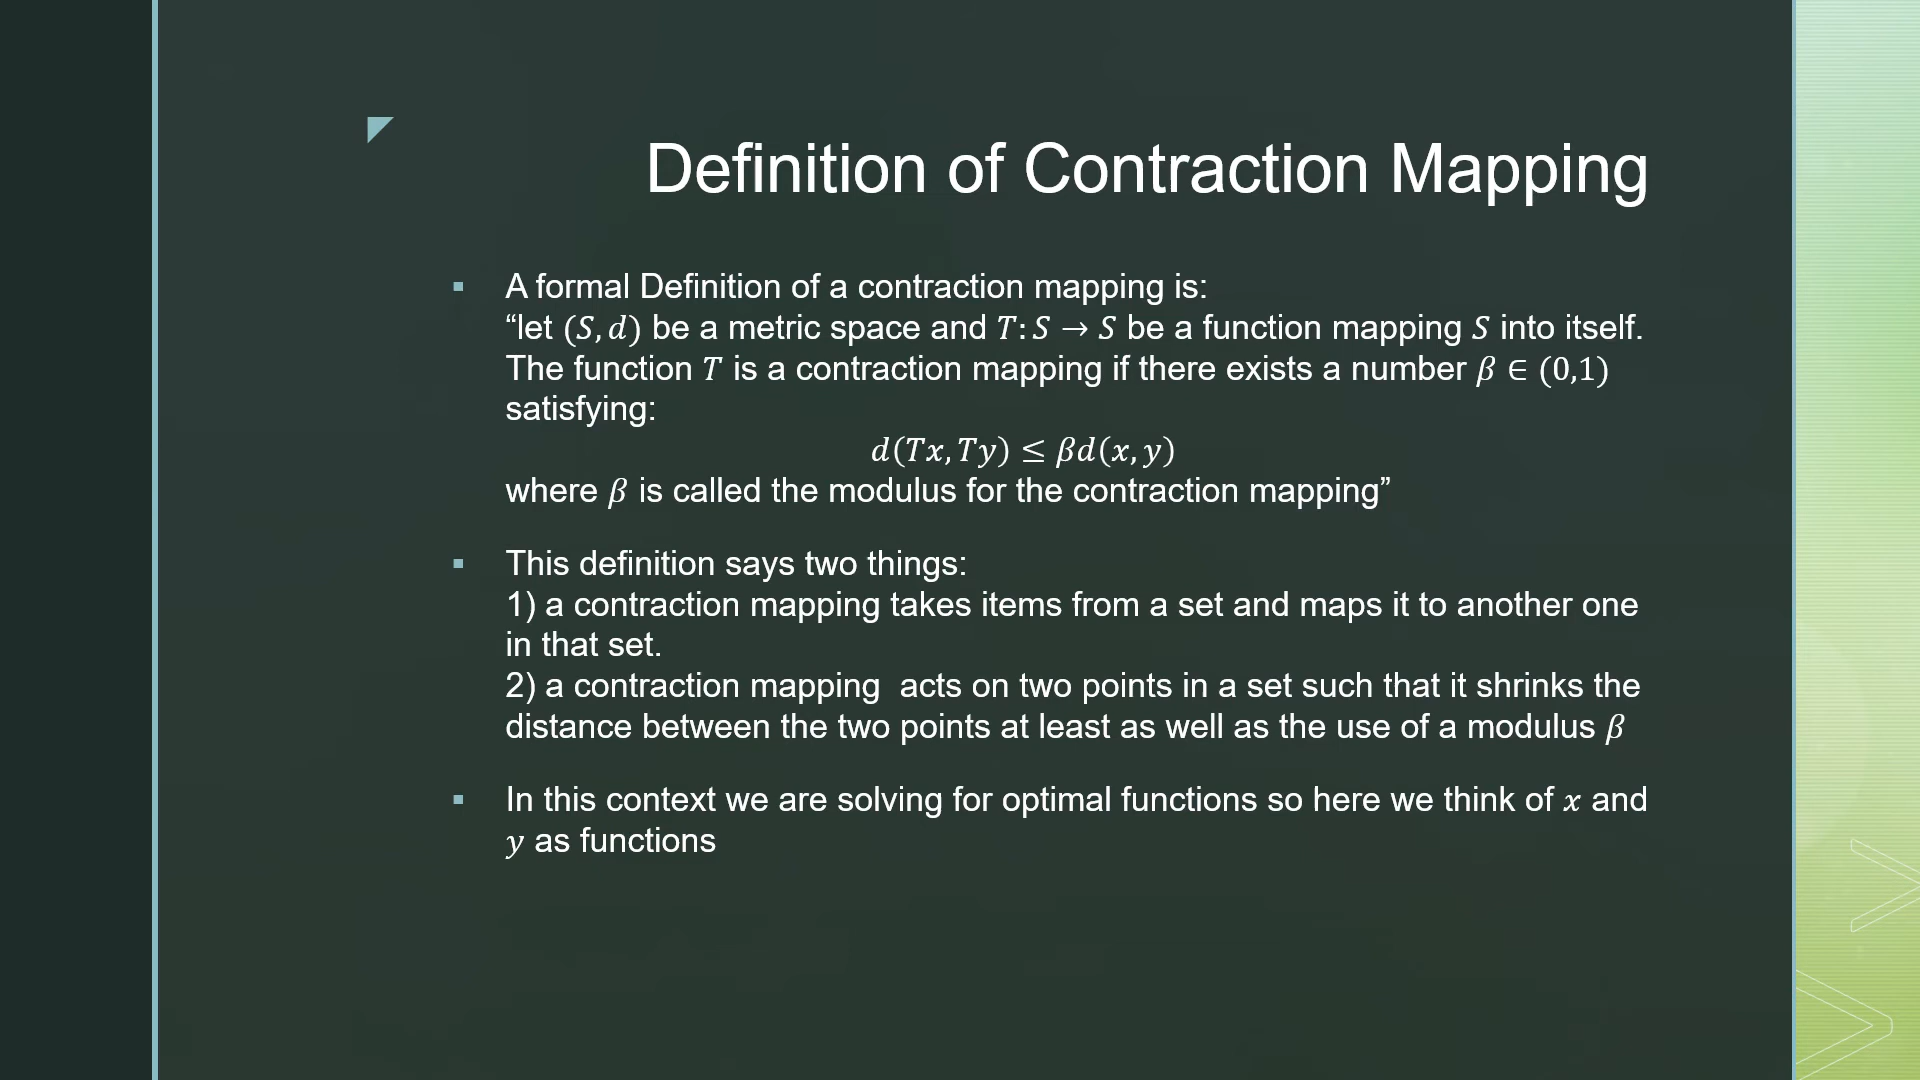 Definition of Contraction Mapping
▪ A formal Definition of a contraction mapping is:
“let (𝑆, 𝑑) be a metric space and 𝑇: 𝑆 → 𝑆 be a function mapping 𝑆 into itself.
The function 𝑇 is a contraction mapping if there exists a number 𝛽 ∈ (0,1)
satisfying:
𝑑(𝑇𝑥, 𝑇𝑦) ≤ 𝛽𝑑(𝑥, 𝑦)
where 𝛽 is called the modulus for the contraction mapping”
▪ This definition says two things:
1) a contraction mapping takes items from a set and maps it to another one
in that set.
2) a contraction mapping  acts on two points in a set such that it shrinks the
distance between the two points at least as well as the use of a modulus 𝛽
▪ In this context we are solving for optimal functions so here we think of 𝑥 and
𝑦 as functions